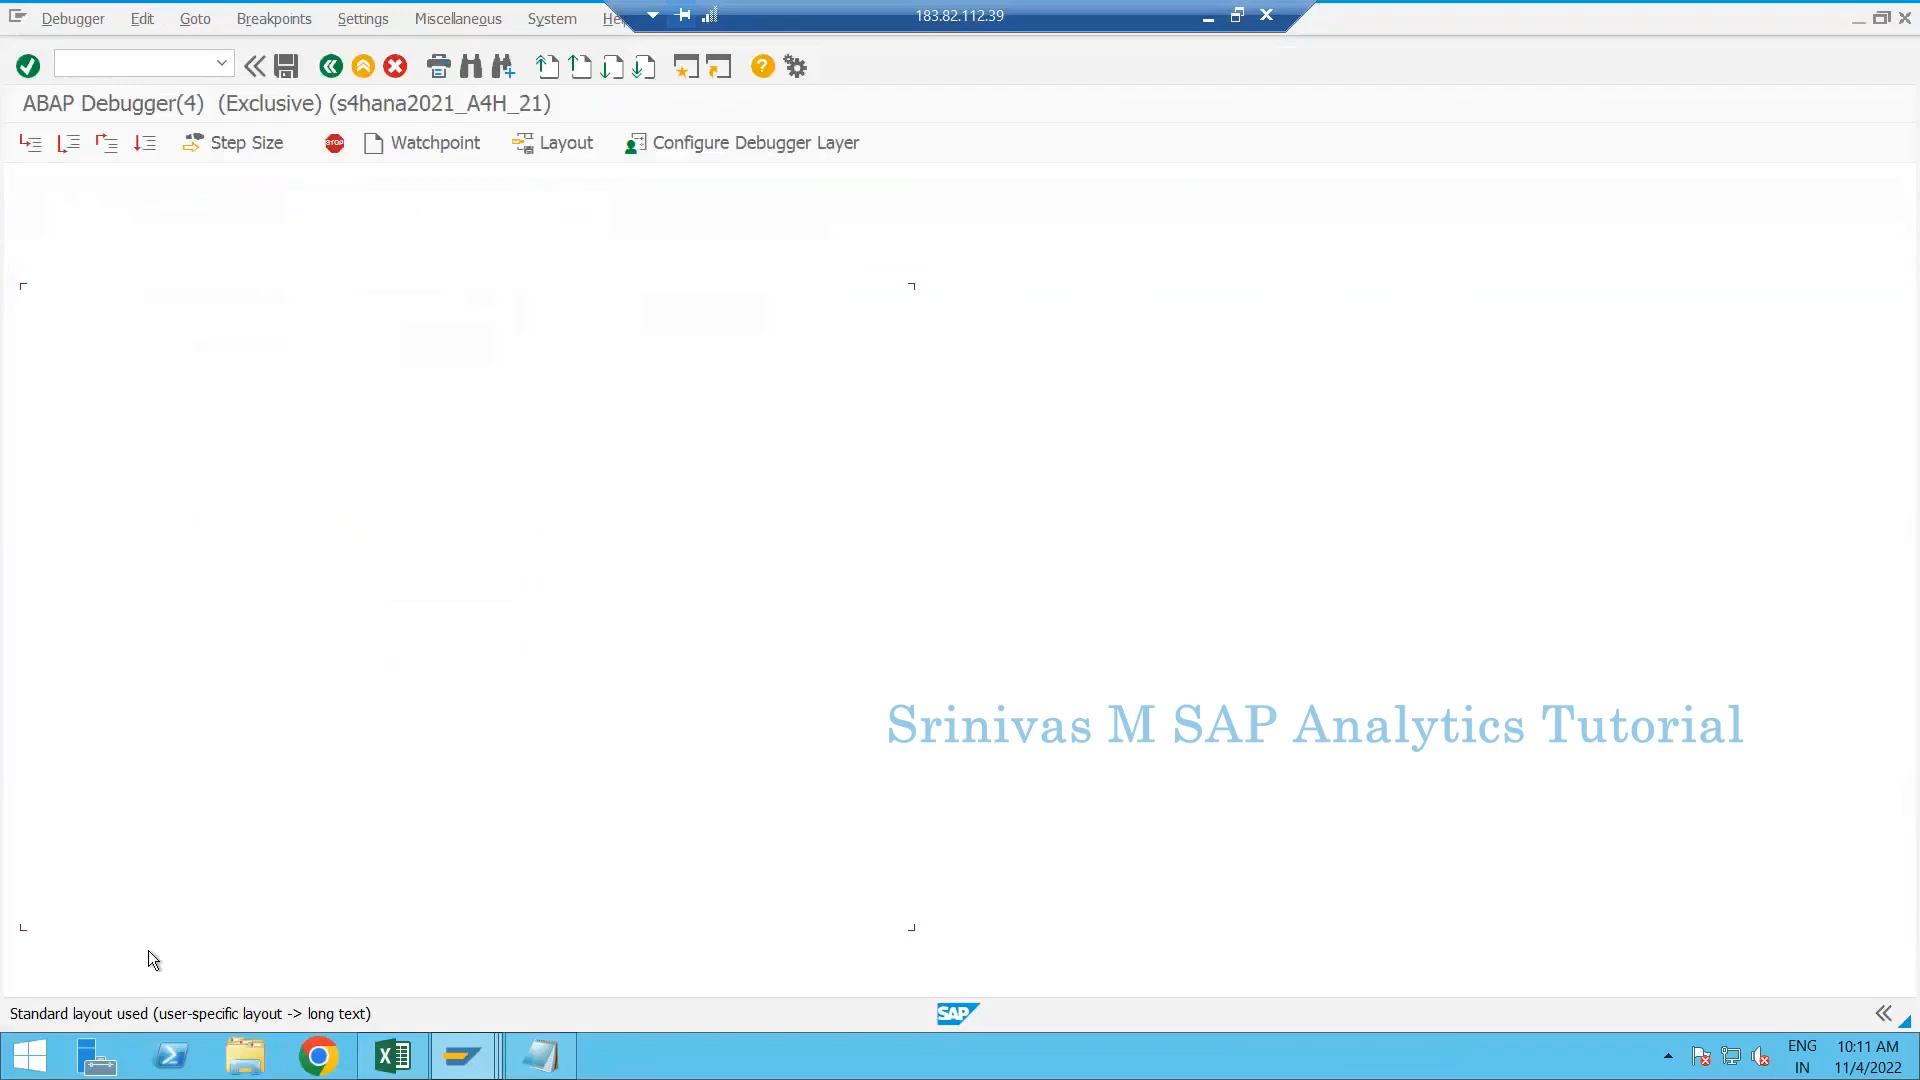 183.82.112.39
Debugger Edit Goto Breakpoints Settings Miscellaneous System
ABAP Debugger(4) (Exclusive) (s4hana2021_A4H_21)
Step Size STOP Watchpoint Layout Configure Debugger Layer
Srinivas M SAP Analytics Tutorial
Standard layout used (user-specific layout -> long text)
SAP
ENG 10:11 AM
IN 11/4/2022